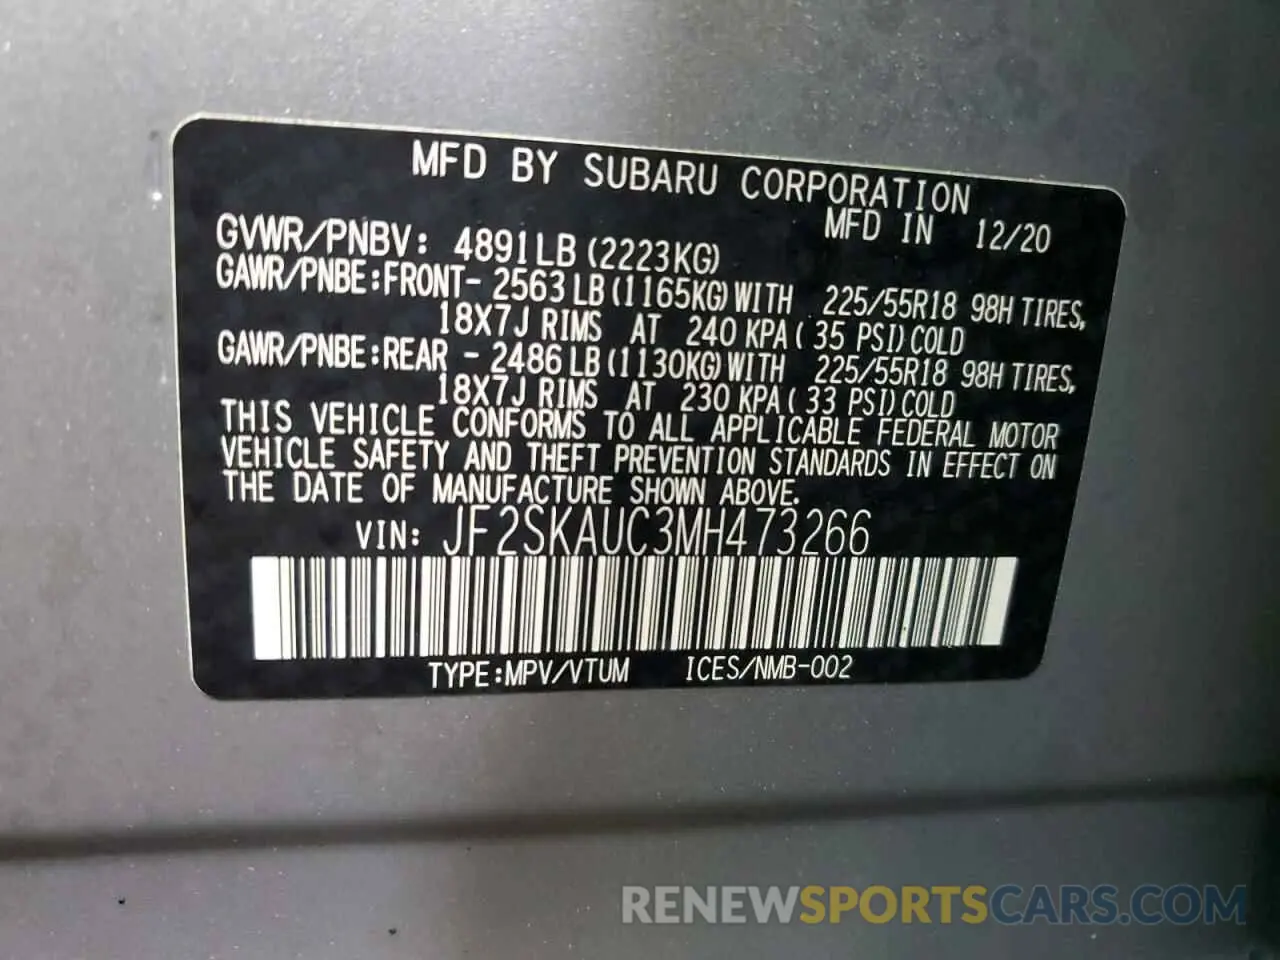 MFD BY SUBARU CORPORATION
MFD IN 12/20
GVWR/PNBV: 4891LB (2223KG)
GAWR/PNBE:FRONT- 2563LB(1165KG)WITH 225/55R18 98H TIRES,
18X7J RIMS AT 240 KPA( 35 PSI)COLD
GAWR/PNBE:REAR - 2486LB(1130KG)WITH 225/55R18 98H TIRES,
18X7J RIMS AT 230 KPA( 33 PSI)COLD
THIS VEHICLE CONFORMS TO ALL APPLICABLE FEDERAL MOTOR
VEHICLE SAFETY AND THEFT PREVENTION STANDARDS IN EFFECT ON
THE DATE OF MANUFACTURE SHOWN ABOVE.
VIN: JF2SKAUC3MH473266
TYPE:MPV/VTUM ICES/NMB-002
RENEWSPORTSCARS.COM